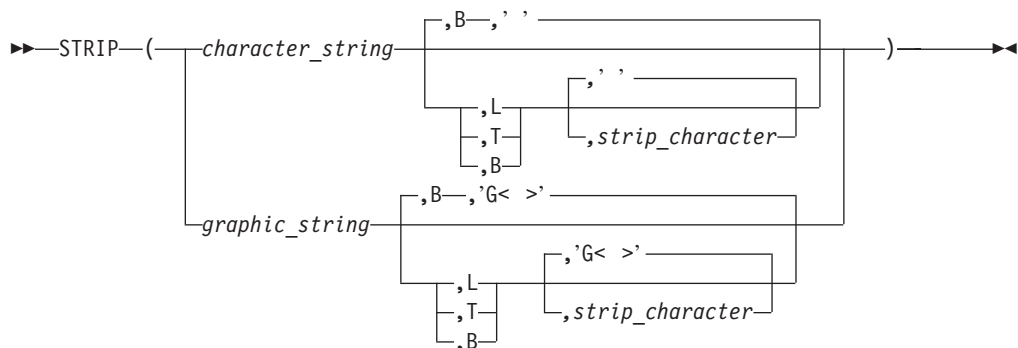 ,B ,’ ’
STRIP ( character_string )
,’ ’
,L
,T ,strip_character
,B
,B ,’G< >’
graphic_string
,’G< >’
,L
,T ,strip_character
,B